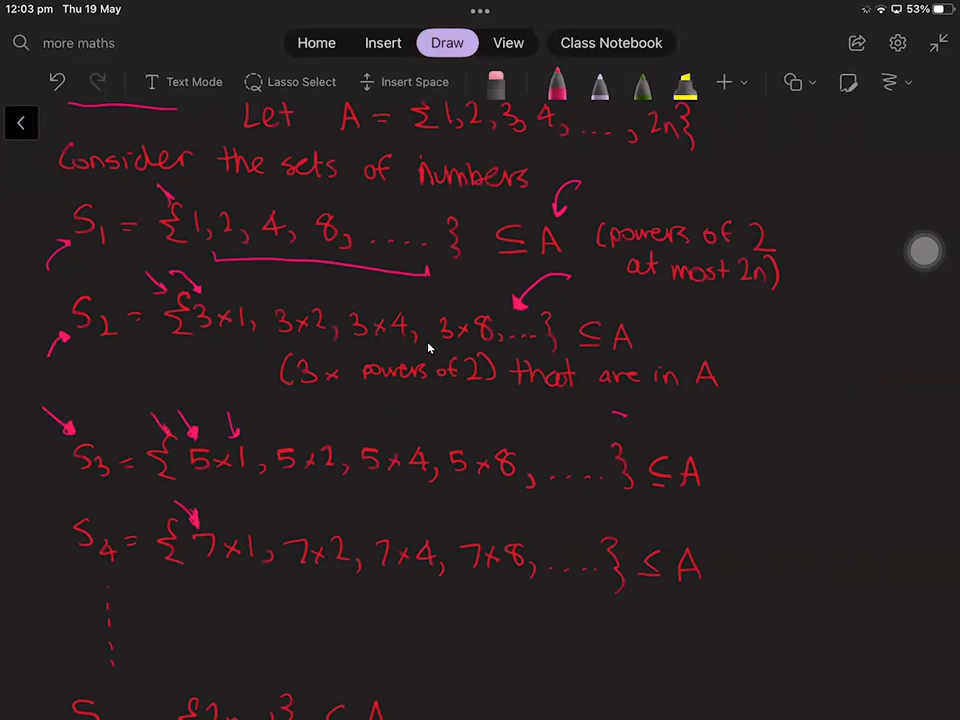 12:03 pm Thu 19 May
53%
more maths
Home Insert Draw View Class Notebook
Text Mode Lasso Select Insert Space
Let A = {1, 2, 3, 4, ..., 2n}
Consider the sets of numbers
S₁ = {1, 2, 4, 8, .....} ⊆ A (powers of 2
at most 2n)
S₂ = {3×1, 3×2, 3×4, 3×8, ...} ⊆ A
(3× powers of 2) that are in A
S₃ = {5×1, 5×2, 5×4, 5×8, .....} ⊆ A
S₄ = {7×1, 7×2, 7×4, 7×8, .....} ⊆ A